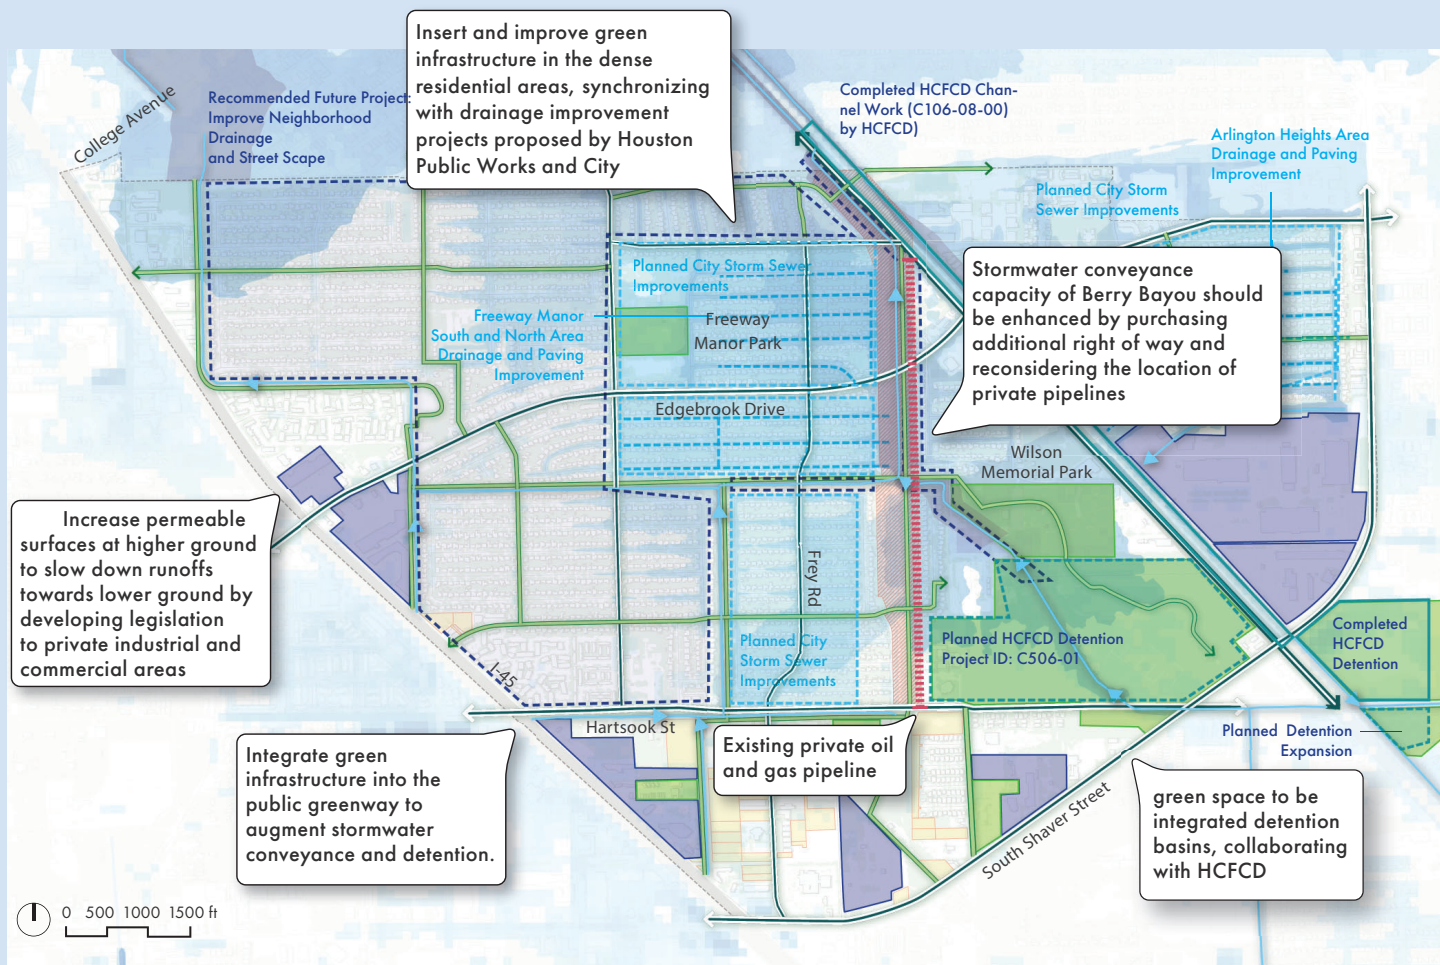 Insert and improve green
infrastructure in the dense
residential areas, synchronizing
with drainage improvement
projects proposed by Houston
Public Works and City
College Avenue
Recommended Future Project:
Improve Neighborhood
Drainage
and Street Scape
Completed HCFCD Chan-
nel Work (C106-08-00)
by HCFCD)
Arlington Heights Area
Drainage and Paving
Improvement
Planned City Storm
Sewer Improvements
Stormwater conveyance
capacity of Berry Bayou should
be enhanced by purchasing
additional right of way and
reconsidering the location of
private pipelines
Planned City Storm Sewer
Improvements
Freeway Manor
South and North Area
Drainage and Paving
Improvement
Freeway
Manor Park
Edgebrook Drive
Wilson
Memorial Park
Increase permeable
surfaces at higher ground
to slow down runoffs
towards lower ground by
developing legislation
to private industrial and
commercial areas
Frey Rd
Planned City
Storm Sewer
Improvements
Planned HCFCD Detention
Project ID: C506-01
Completed
HCFCD
Detention
I-45
Hartsook St
Existing private oil
and gas pipeline
Planned Detention
Expansion
Integrate green
infrastructure into the
public greenway to
augment stormwater
conveyance and detention.
South Shaver Street
green space to be
integrated detention
basins, collaborating
with HCFCD
0 500 1000 1500 ft